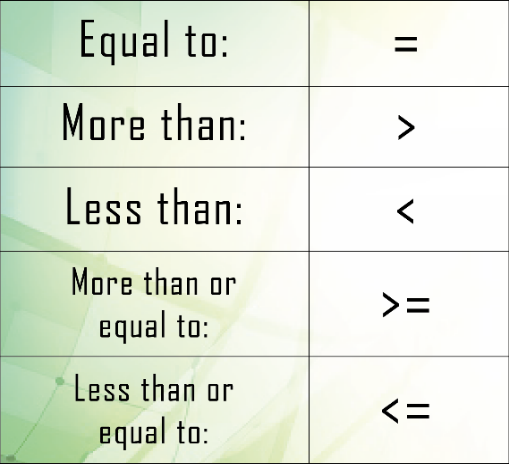 Equal to: =
More than: >
Less than: <
More than or
equal to: >=
Less than or
equal to: <=